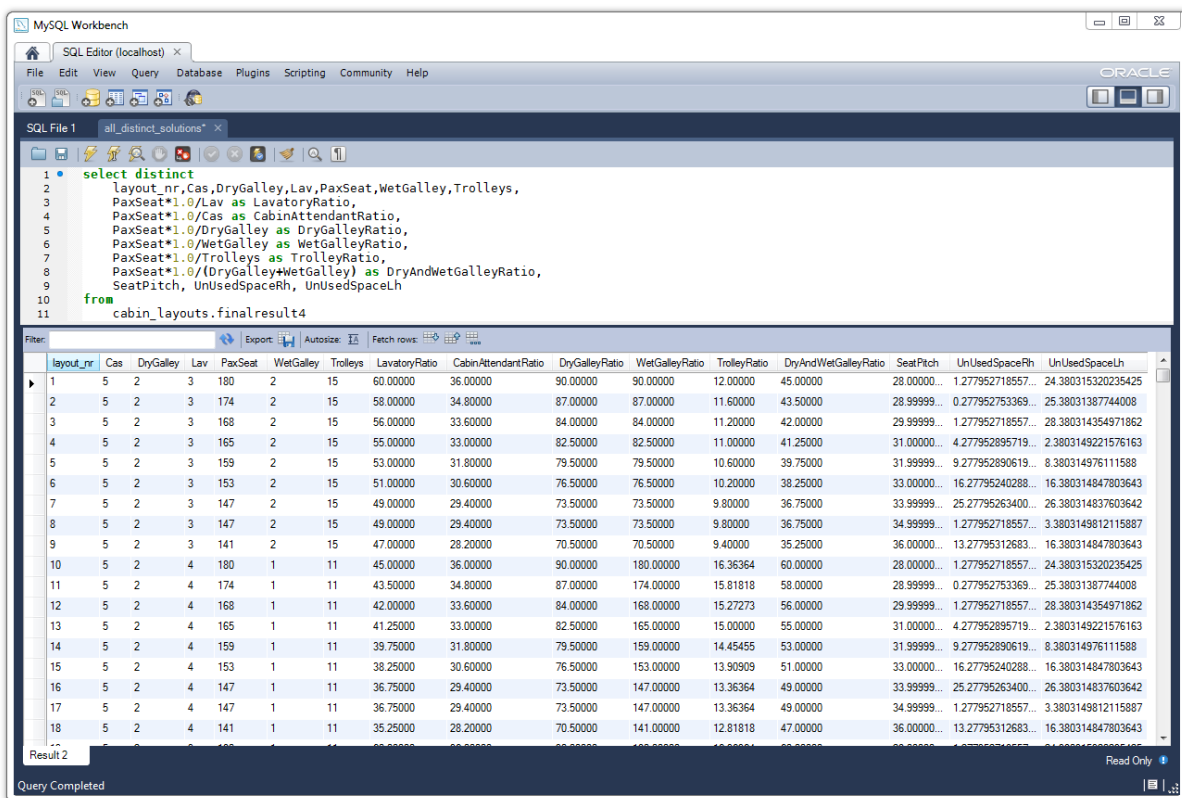 MySQL Workbench
SQL Editor (localhost) ×
File Edit View Query Database Plugins Scripting Community Help
ORACLE
SQL File 1 all_distinct_solutions* ×
1 select distinct
2 layout_nr,Cas,DryGalley,Lav,PaxSeat,WetGalley,Trolleys,
3 PaxSeat*1.0/Lav as LavatoryRatio,
4 PaxSeat*1.0/Cas as CabinAttendantRatio,
5 PaxSeat*1.0/DryGalley as DryGalleyRatio,
6 PaxSeat*1.0/WetGalley as WetGalleyRatio,
7 PaxSeat*1.0/Trolleys as TrolleyRatio,
8 PaxSeat*1.0/(DryGalley+WetGalley) as DryAndWetGalleyRatio,
9 SeatPitch, UnUsedSpaceRh, UnUsedSpaceLh
10 from
11 cabin_layouts.finalresult4
Filter: Export: Autosize: Fetch rows:
layout_nr Cas DryGalley Lav PaxSeat WetGalley Trolleys LavatoryRatio CabinAttendantRatio DryGalleyRatio WetGalleyRatio TrolleyRatio DryAndWetGalleyRatio SeatPitch UnUsedSpaceRh UnUsedSpaceLh
1 5 2 3 180 2 15 60.00000 36.00000 90.00000 90.00000 12.00000 45.00000 28.00000... 1.277952718557... 24.380315320235425
2 5 2 3 174 2 15 58.00000 34.80000 87.00000 87.00000 11.60000 43.50000 28.99999... 0.277952753369... 25.38031387744008
3 5 2 3 168 2 15 56.00000 33.60000 84.00000 84.00000 11.20000 42.00000 29.99999... 1.277952718557... 28.380314354971862
4 5 2 3 165 2 15 55.00000 33.00000 82.50000 82.50000 11.00000 41.25000 31.00000... 4.277952895719... 2.3803149221576163
5 5 2 3 159 2 15 53.00000 31.80000 79.50000 79.50000 10.60000 39.75000 31.99999... 9.277952890619... 8.380314976111588
6 5 2 3 153 2 15 51.00000 30.60000 76.50000 76.50000 10.20000 38.25000 33.00000... 16.27795240288... 16.380314847803643
7 5 2 3 147 2 15 49.00000 29.40000 73.50000 73.50000 9.80000 36.75000 33.99999... 25.27795263400... 26.380314837603642
8 5 2 3 147 2 15 49.00000 29.40000 73.50000 73.50000 9.80000 36.75000 34.99999... 1.277952718557... 3.3803149812115887
9 5 2 3 141 2 15 47.00000 28.20000 70.50000 70.50000 9.40000 35.25000 36.00000... 13.27795312683... 16.380314847803643
10 5 2 4 180 1 11 45.00000 36.00000 90.00000 180.00000 16.36364 60.00000 28.00000... 1.277952718557... 24.380315320235425
11 5 2 4 174 1 11 43.50000 34.80000 87.00000 174.00000 15.81818 58.00000 28.99999... 0.277952753369... 25.38031387744008
12 5 2 4 168 1 11 42.00000 33.60000 84.00000 168.00000 15.27273 56.00000 29.99999... 1.277952718557... 28.380314354971862
13 5 2 4 165 1 11 41.25000 33.00000 82.50000 165.00000 15.00000 55.00000 31.00000... 4.277952895719... 2.3803149221576163
14 5 2 4 159 1 11 39.75000 31.80000 79.50000 159.00000 14.45455 53.00000 31.99999... 9.277952890619... 8.380314976111588
15 5 2 4 153 1 11 38.25000 30.60000 76.50000 153.00000 13.90909 51.00000 33.00000... 16.27795240288... 16.380314847803643
16 5 2 4 147 1 11 36.75000 29.40000 73.50000 147.00000 13.36364 49.00000 33.99999... 25.27795263400... 26.380314837603642
17 5 2 4 147 1 11 36.75000 29.40000 73.50000 147.00000 13.36364 49.00000 34.99999... 1.277952718557... 3.3803149812115887
18 5 2 4 141 1 11 35.25000 28.20000 70.50000 141.00000 12.81818 47.00000 36.00000... 13.27795312683... 16.380314847803643
Result 2
Read Only
Query Completed